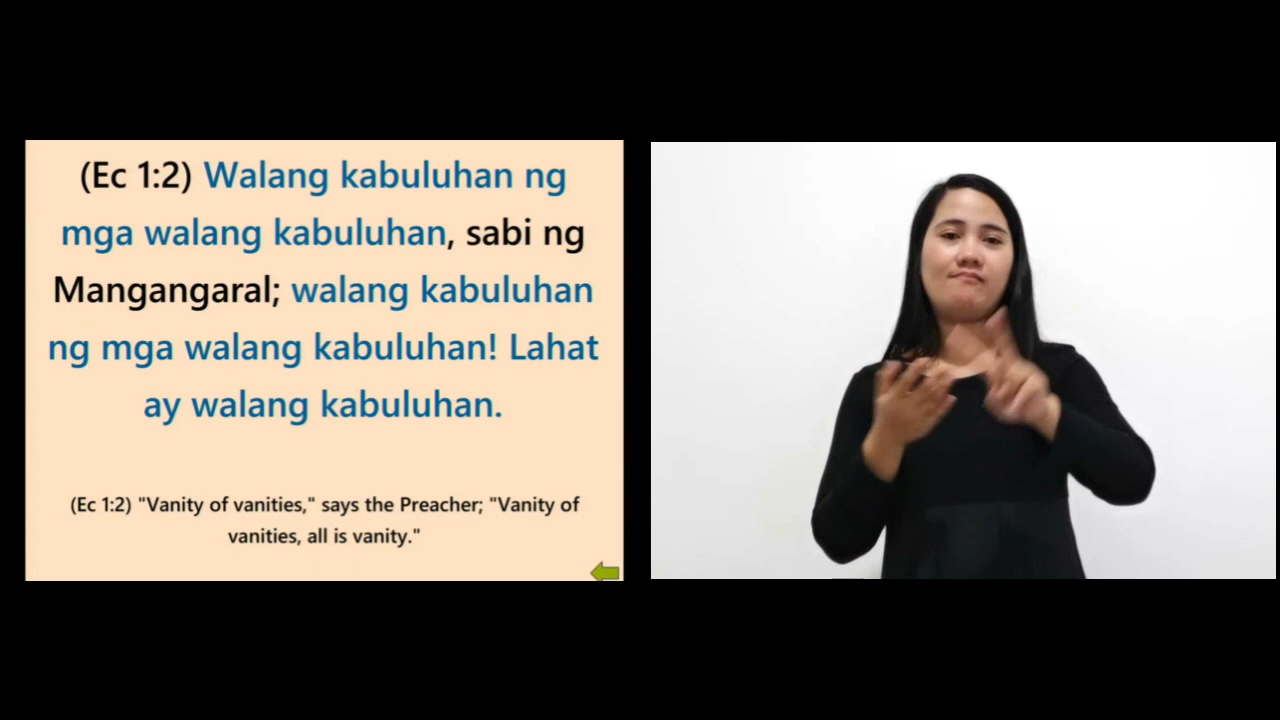 (Ec 1:2) Walang kabuluhan ng
mga walang kabuluhan, sabi ng
Mangangaral; walang kabuluhan
ng mga walang kabuluhan! Lahat
ay walang kabuluhan.
(Ec 1:2) "Vanity of vanities," says the Preacher; "Vanity of
vanities, all is vanity."